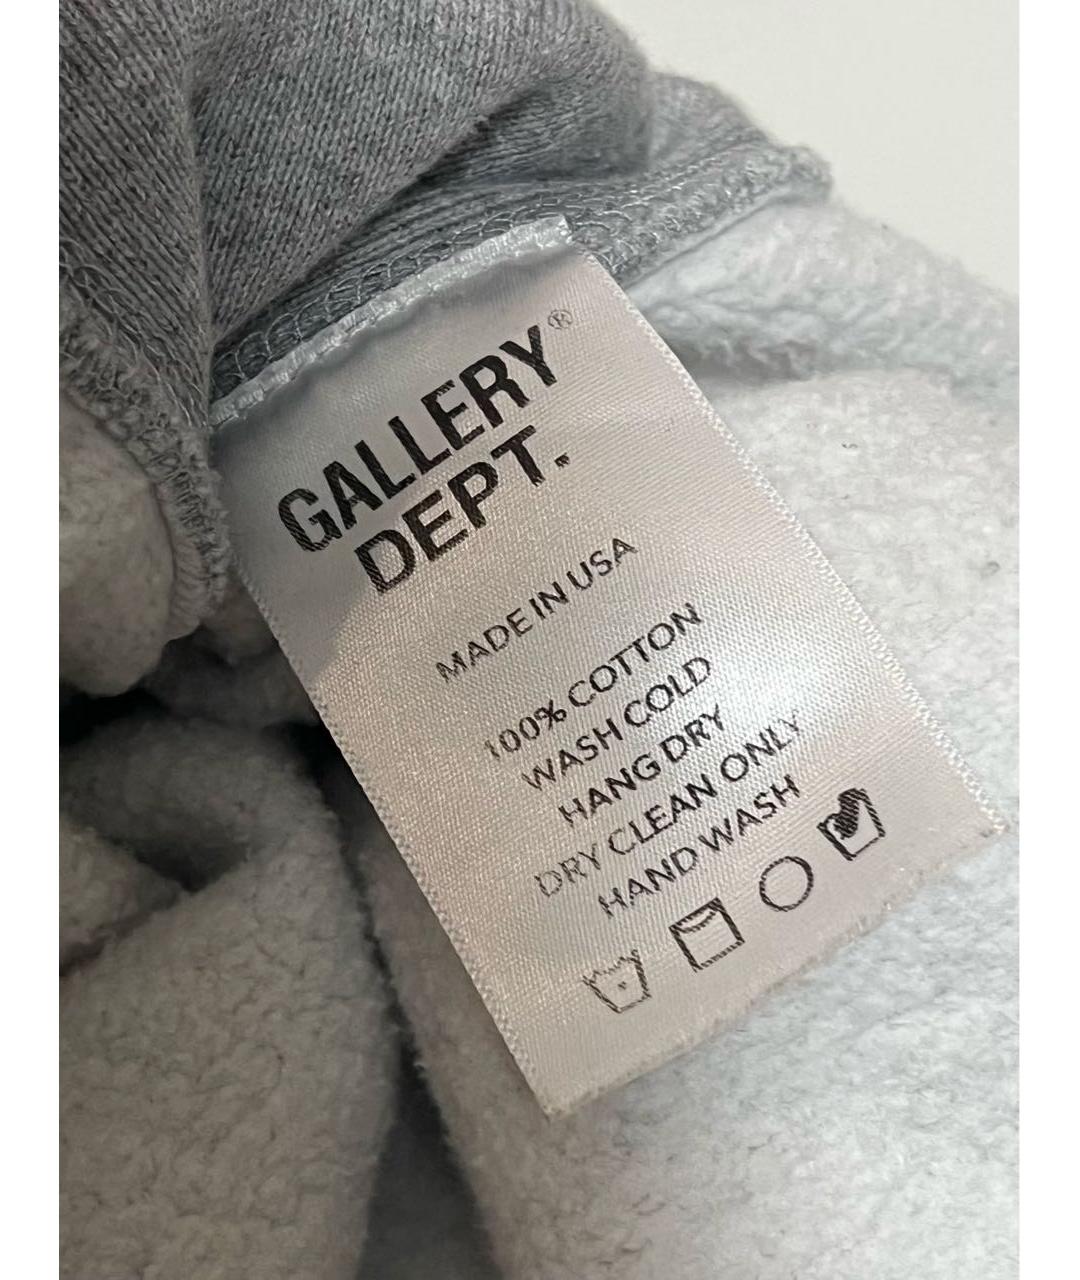 GALLERY®
DEPT.
MADE IN USA
100% COTTON
WASH COLD
HANG DRY
DRY CLEAN ONLY
HAND WASH